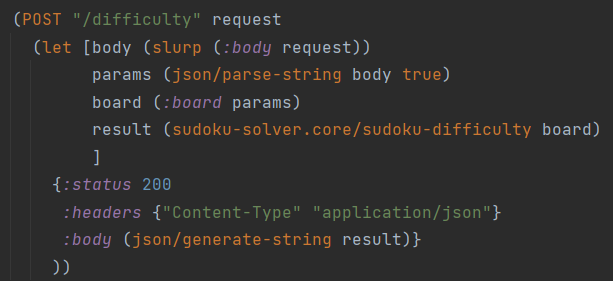 (POST "/difficulty" request
(let [body (slurp (:body request))
params (json/parse-string body true)
board (:board params)
result (sudoku-solver.core/sudoku-difficulty board)
]
{:status 200
:headers {"Content-Type" "application/json"}
:body (json/generate-string result)}
))